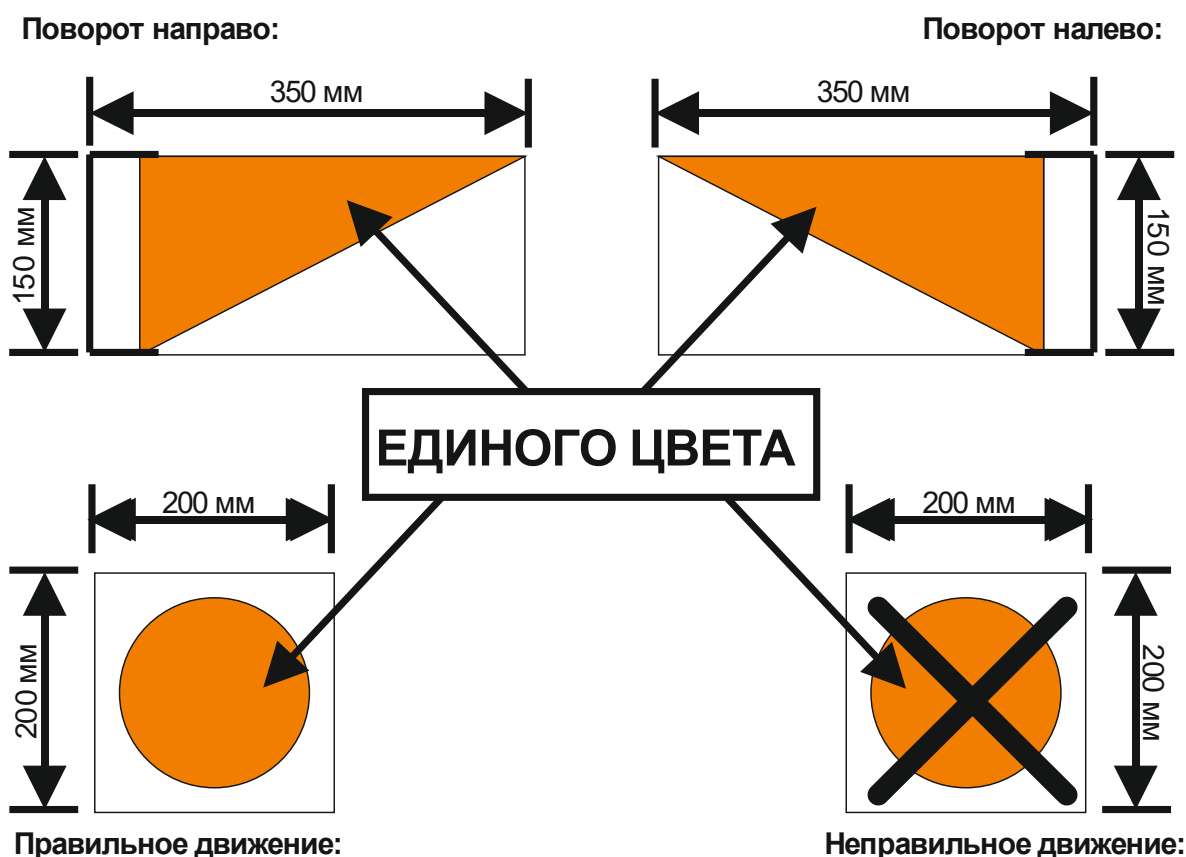 Поворот направо:
Поворот налево:
350 мм
350 мм
150 мм
150 мм
ЕДИНОГО ЦВЕТА
200 мм
200 мм
200 мм
200 мм
Правильное движение:
Неправильное движение: